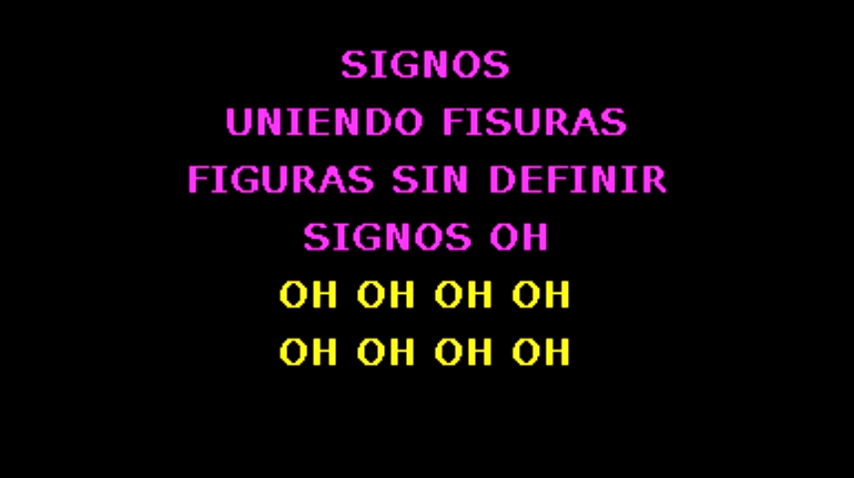 SIGNOS
UNIENDO FISURAS
FIGURAS SIN DEFINIR
SIGNOS OH
OH OH OH OH
OH OH OH OH